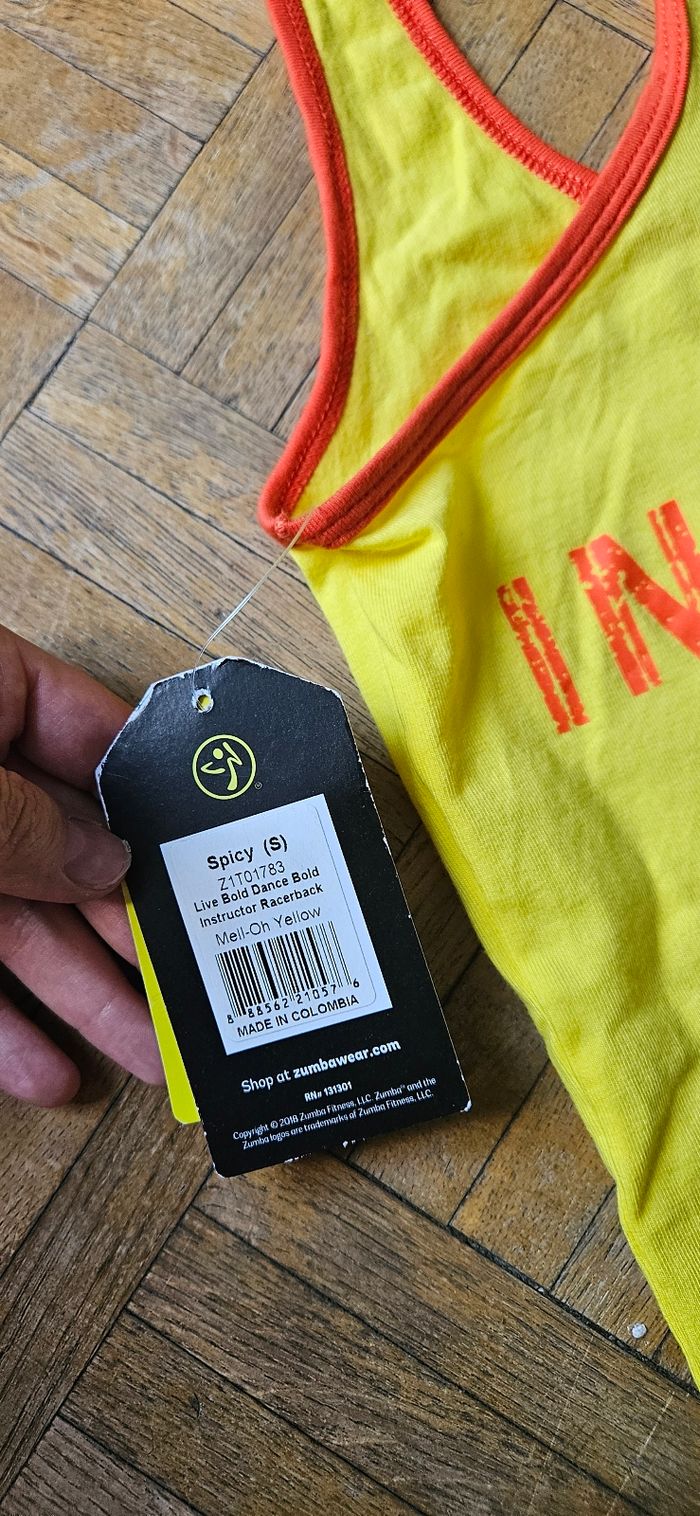 IN
Spicy (S)
Z1T01783
Live Bold Dance Bold
Instructor Racerback
Mell-Oh Yellow
8 88562 21057 6
MADE IN COLOMBIA
Shop at zumbawear.com
RN# 131301
Copyright © 2018 Zumba Fitness, LLC. Zumba® and the
Zumba logos are trademarks of Zumba Fitness, LLC.